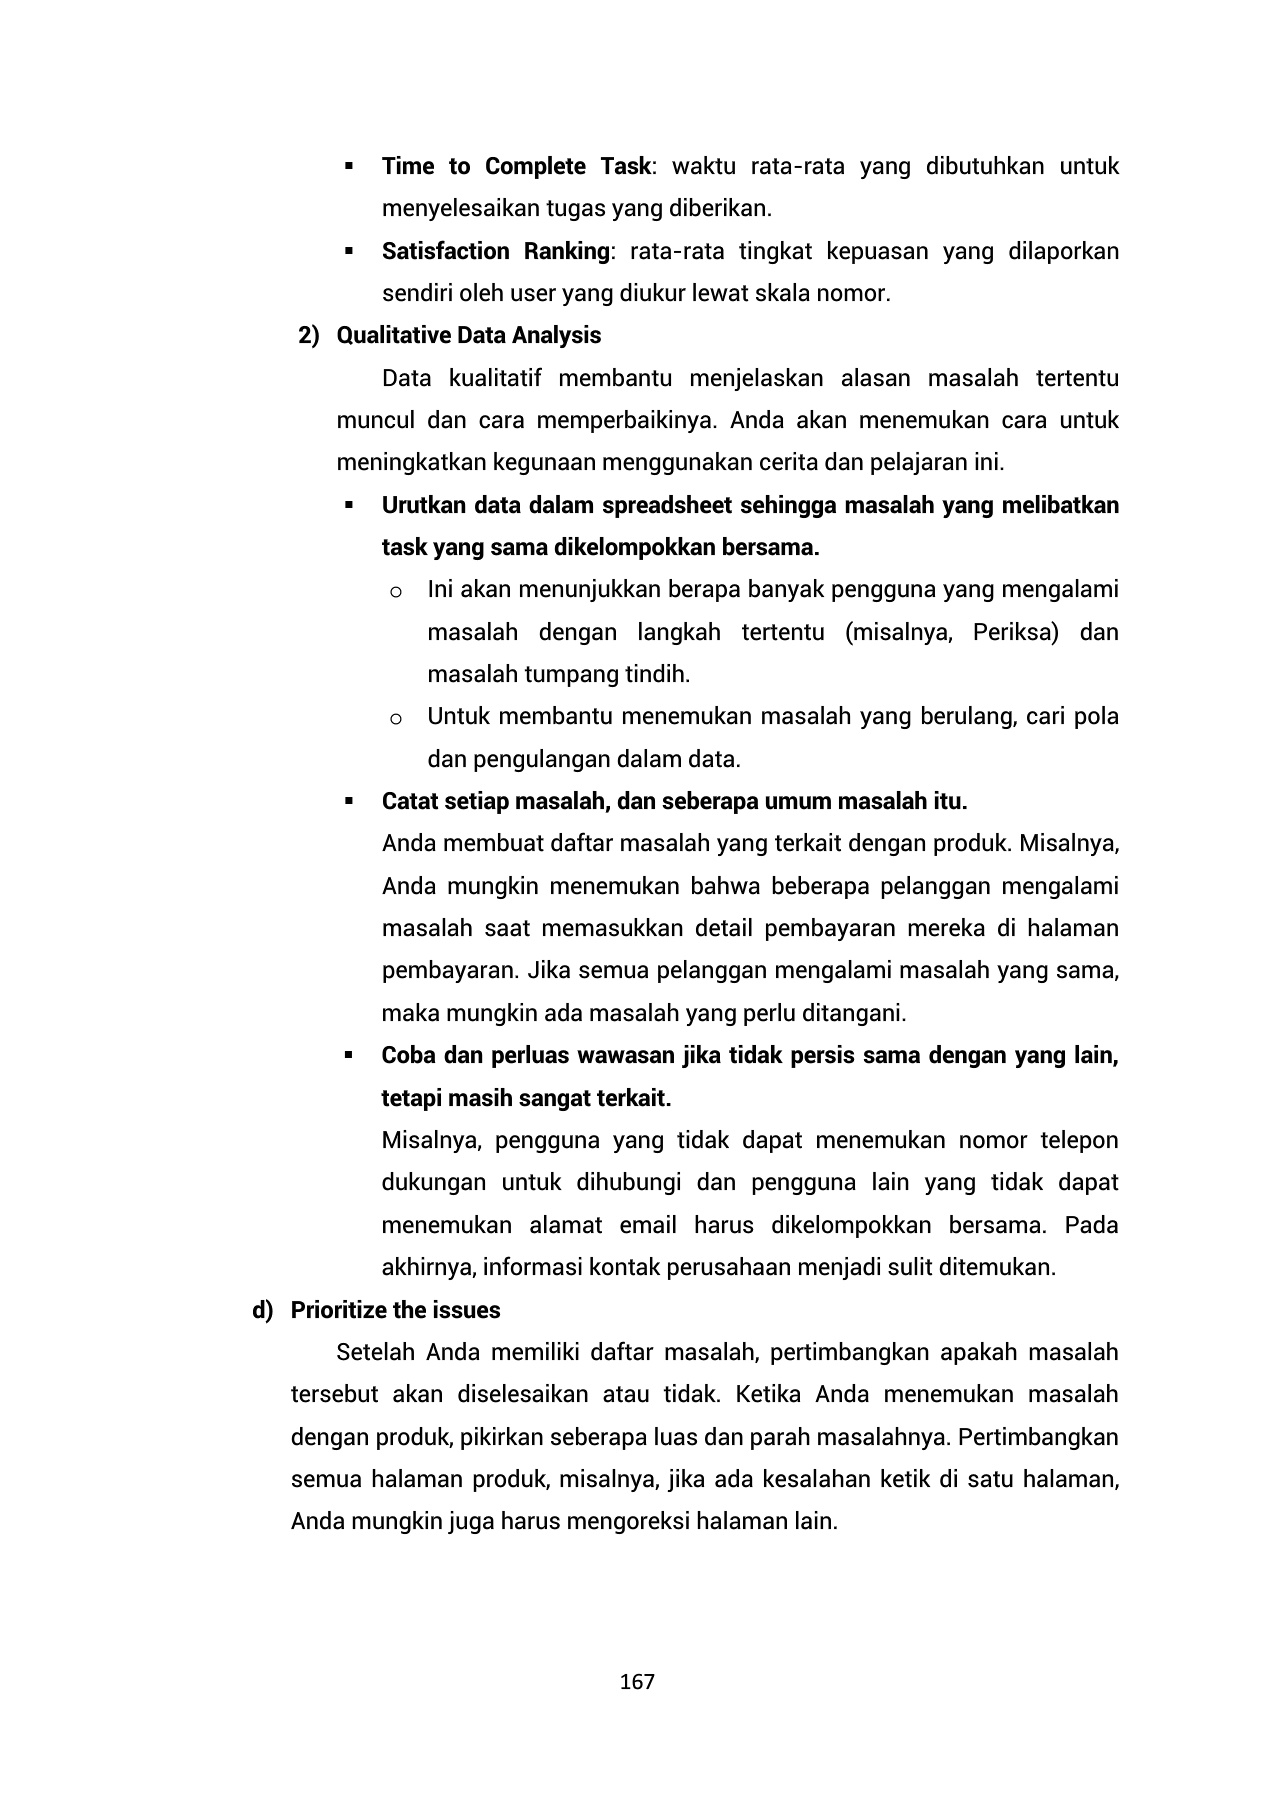 ▪ Time to Complete Task: waktu rata-rata yang dibutuhkan untuk
menyelesaikan tugas yang diberikan.
▪ Satisfaction Ranking: rata-rata tingkat kepuasan yang dilaporkan
sendiri oleh user yang diukur lewat skala nomor.
2) Qualitative Data Analysis
Data kualitatif membantu menjelaskan alasan masalah tertentu
muncul dan cara memperbaikinya. Anda akan menemukan cara untuk
meningkatkan kegunaan menggunakan cerita dan pelajaran ini.
▪ Urutkan data dalam spreadsheet sehingga masalah yang melibatkan
task yang sama dikelompokkan bersama.
o Ini akan menunjukkan berapa banyak pengguna yang mengalami
masalah dengan langkah tertentu (misalnya, Periksa) dan
masalah tumpang tindih.
o Untuk membantu menemukan masalah yang berulang, cari pola
dan pengulangan dalam data.
▪ Catat setiap masalah, dan seberapa umum masalah itu.
Anda membuat daftar masalah yang terkait dengan produk. Misalnya,
Anda mungkin menemukan bahwa beberapa pelanggan mengalami
masalah saat memasukkan detail pembayaran mereka di halaman
pembayaran. Jika semua pelanggan mengalami masalah yang sama,
maka mungkin ada masalah yang perlu ditangani.
▪ Coba dan perluas wawasan jika tidak persis sama dengan yang lain,
tetapi masih sangat terkait.
Misalnya, pengguna yang tidak dapat menemukan nomor telepon
dukungan untuk dihubungi dan pengguna lain yang tidak dapat
menemukan alamat email harus dikelompokkan bersama. Pada
akhirnya, informasi kontak perusahaan menjadi sulit ditemukan.
d) Prioritize the issues
Setelah Anda memiliki daftar masalah, pertimbangkan apakah masalah
tersebut akan diselesaikan atau tidak. Ketika Anda menemukan masalah
dengan produk, pikirkan seberapa luas dan parah masalahnya. Pertimbangkan
semua halaman produk, misalnya, jika ada kesalahan ketik di satu halaman,
Anda mungkin juga harus mengoreksi halaman lain.
167